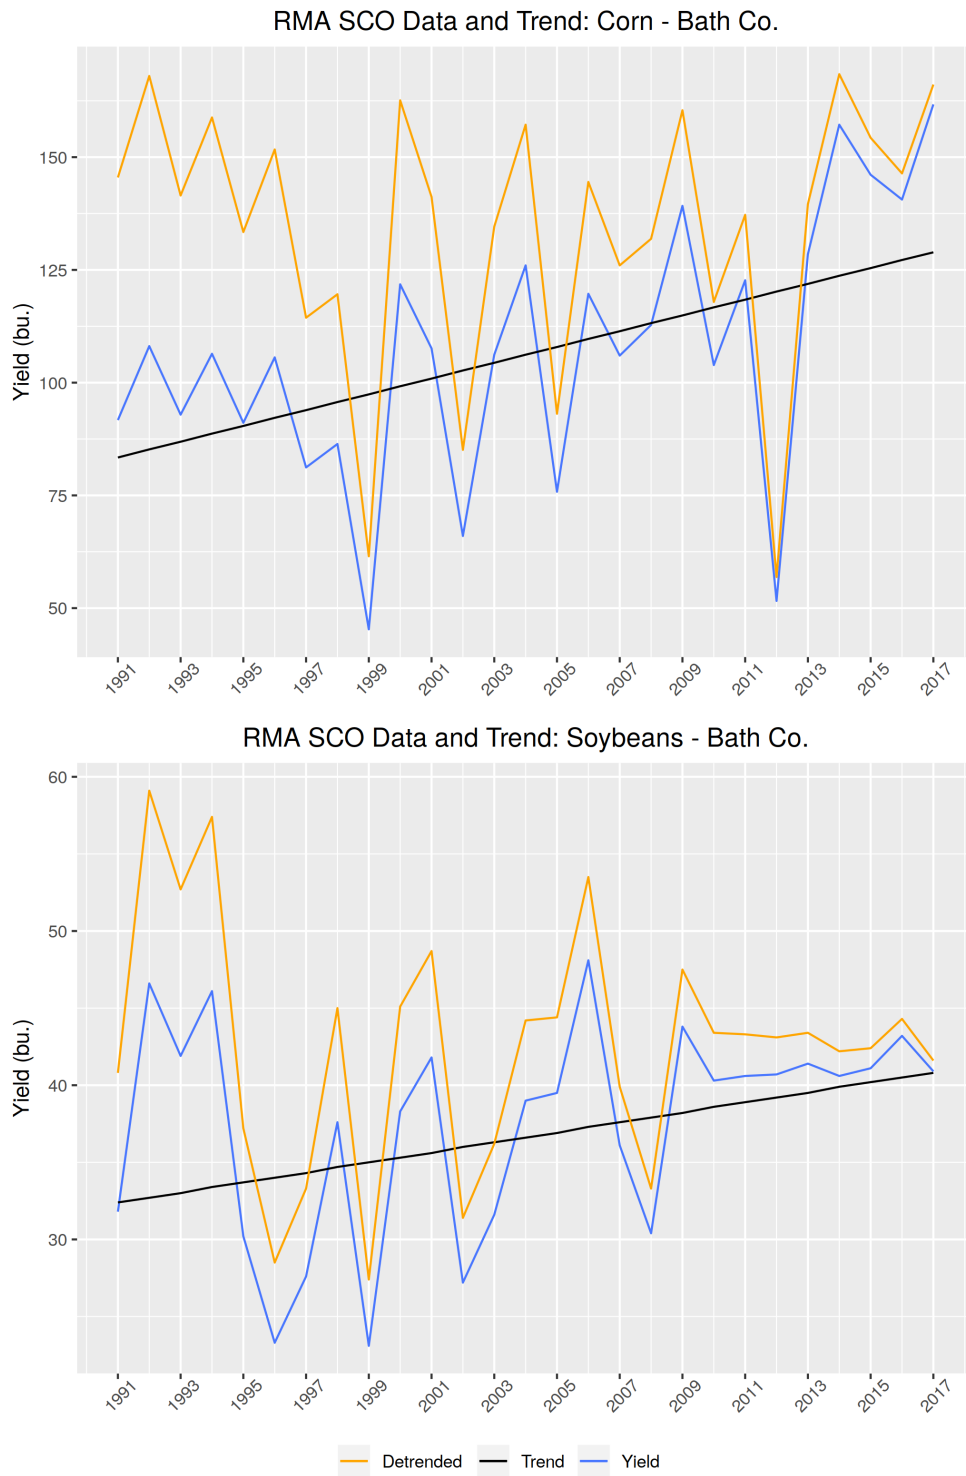 RMA SCO Data and Trend: Corn - Bath Co.
Yield (bu.)
150
125
100
75
50
1991 1993 1995 1997 1999 2001 2003 2005 2007 2009 2011 2013 2015 2017
RMA SCO Data and Trend: Soybeans - Bath Co.
Yield (bu.)
60
50
40
30
1991 1993 1995 1997 1999 2001 2003 2005 2007 2009 2011 2013 2015 2017
Detrended Trend Yield